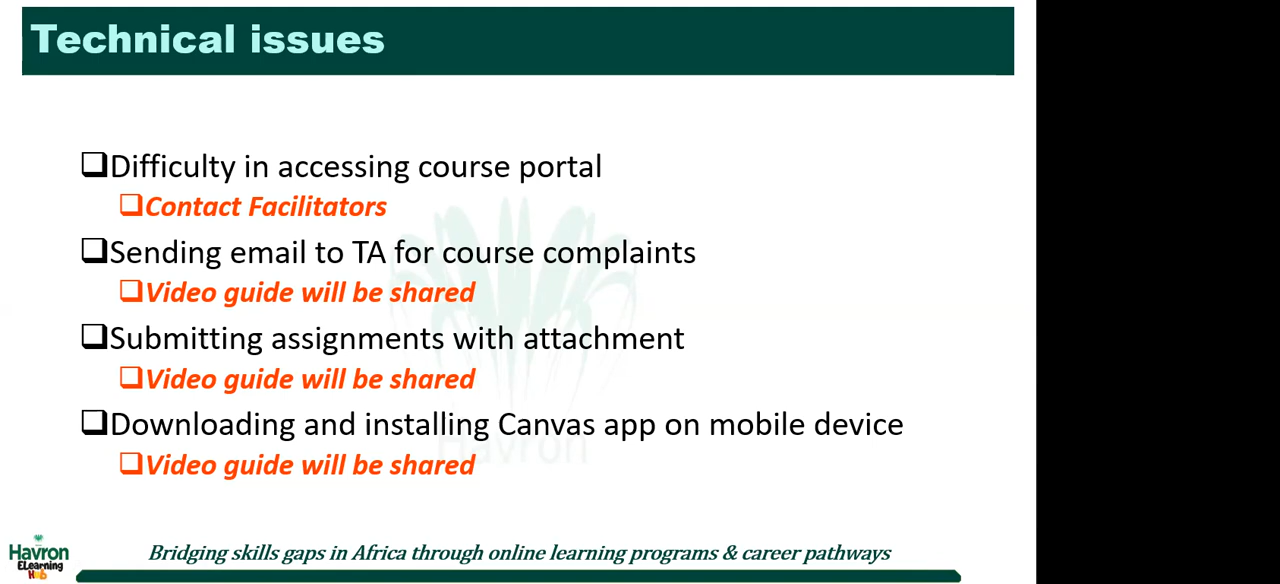 Technical issues
Difficulty in accessing course portal
Contact Facilitators
Sending email to TA for course complaints
Video guide will be shared
Submitting assignments with attachment
Video guide will be shared
Downloading and installing Canvas app on mobile device
Video guide will be shared
Havron
Havron
ELearning
Hub
Bridging skills gaps in Africa through online learning programs & career pathways